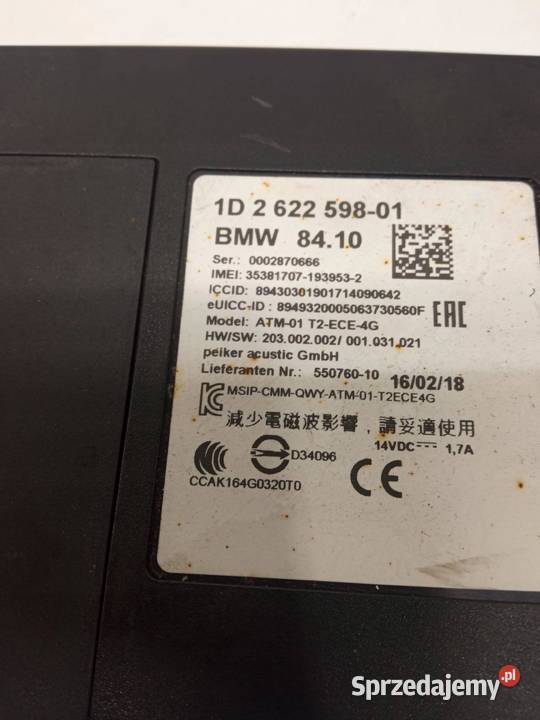 1D 2 622 598-01
BMW 84.10
Ser.: 0002870666
IMEI: 35381707-193953-2
ICCID: 89430301901714090642
eUICC-ID : 8949320005063730560F
EAC
Model: ATM-01 T2-ECE-4G
HW/SW: 203.002.002/ 001.031.021
peiker acustic GmbH
Lieferanten Nr.: 550760-10 16/02/18
MSIP-CMM-QWY-ATM-01-T2ECE4G
減少電磁波影響，請妥適使用
14VDC⎓ 1,7A
D34096
CCAK164G0320T0
CE
Sprzedajemy.pl